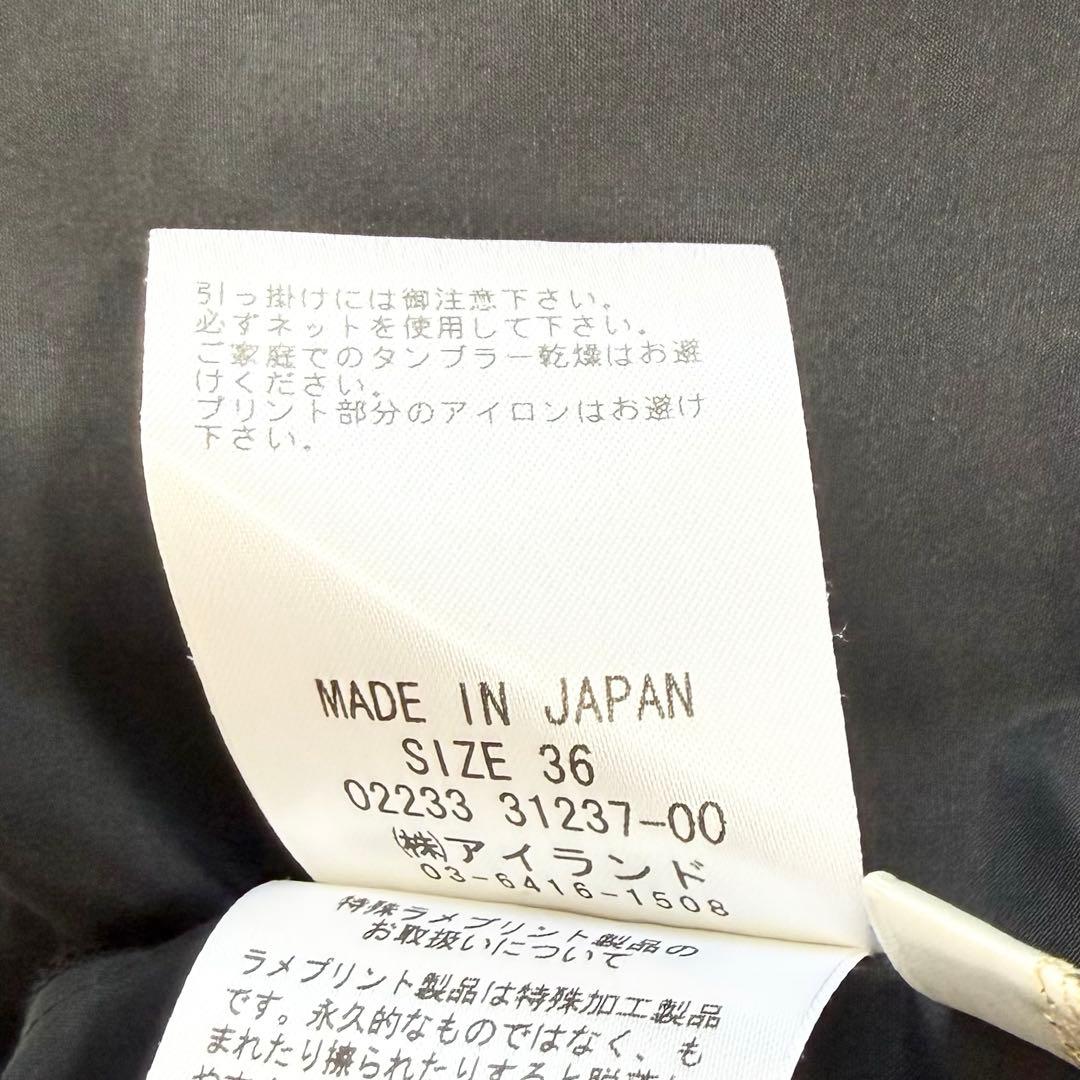 引っ掛けには御注意下さい。
必ずネットを使用して下さい。
ご家庭でのタンブラー乾燥はお避
けください。
プリント部分のアイロンはお避け
下さい。
MADE IN JAPAN
SIZE 36
02233 31237-00
㈱アイランド
03-6416-1508
特殊ラメプリント製品の
お取扱いについて
ラメプリント製品は特殊加工製品
です。永久的なものではなく、も
まれたり擦られたりすると脱落